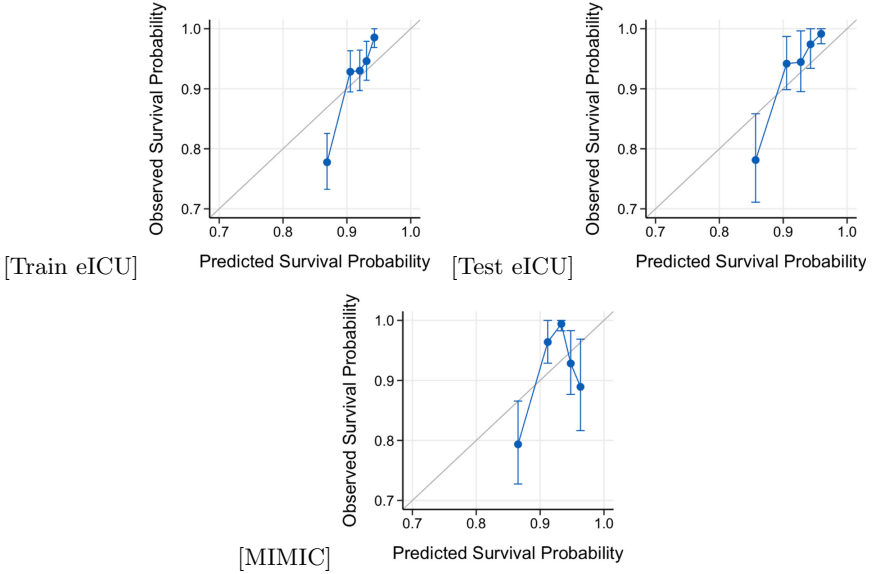 Observed Survival Probability
1.0
0.9
0.8
0.7
0.7 0.8 0.9 1.0
[Train eICU] Predicted Survival Probability
Observed Survival Probability
1.0
0.9
0.8
0.7
0.7 0.8 0.9 1.0
[Test eICU] Predicted Survival Probability
Observed Survival Probability
1.0
0.9
0.8
0.7
0.7 0.8 0.9 1.0
[MIMIC] Predicted Survival Probability